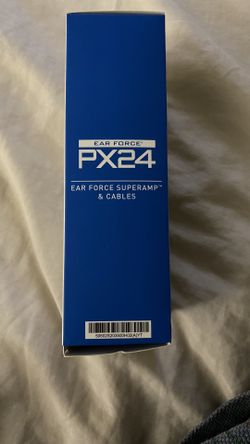 EAR FORCE®
PX24
EAR FORCE SUPERAMP™
& CABLES